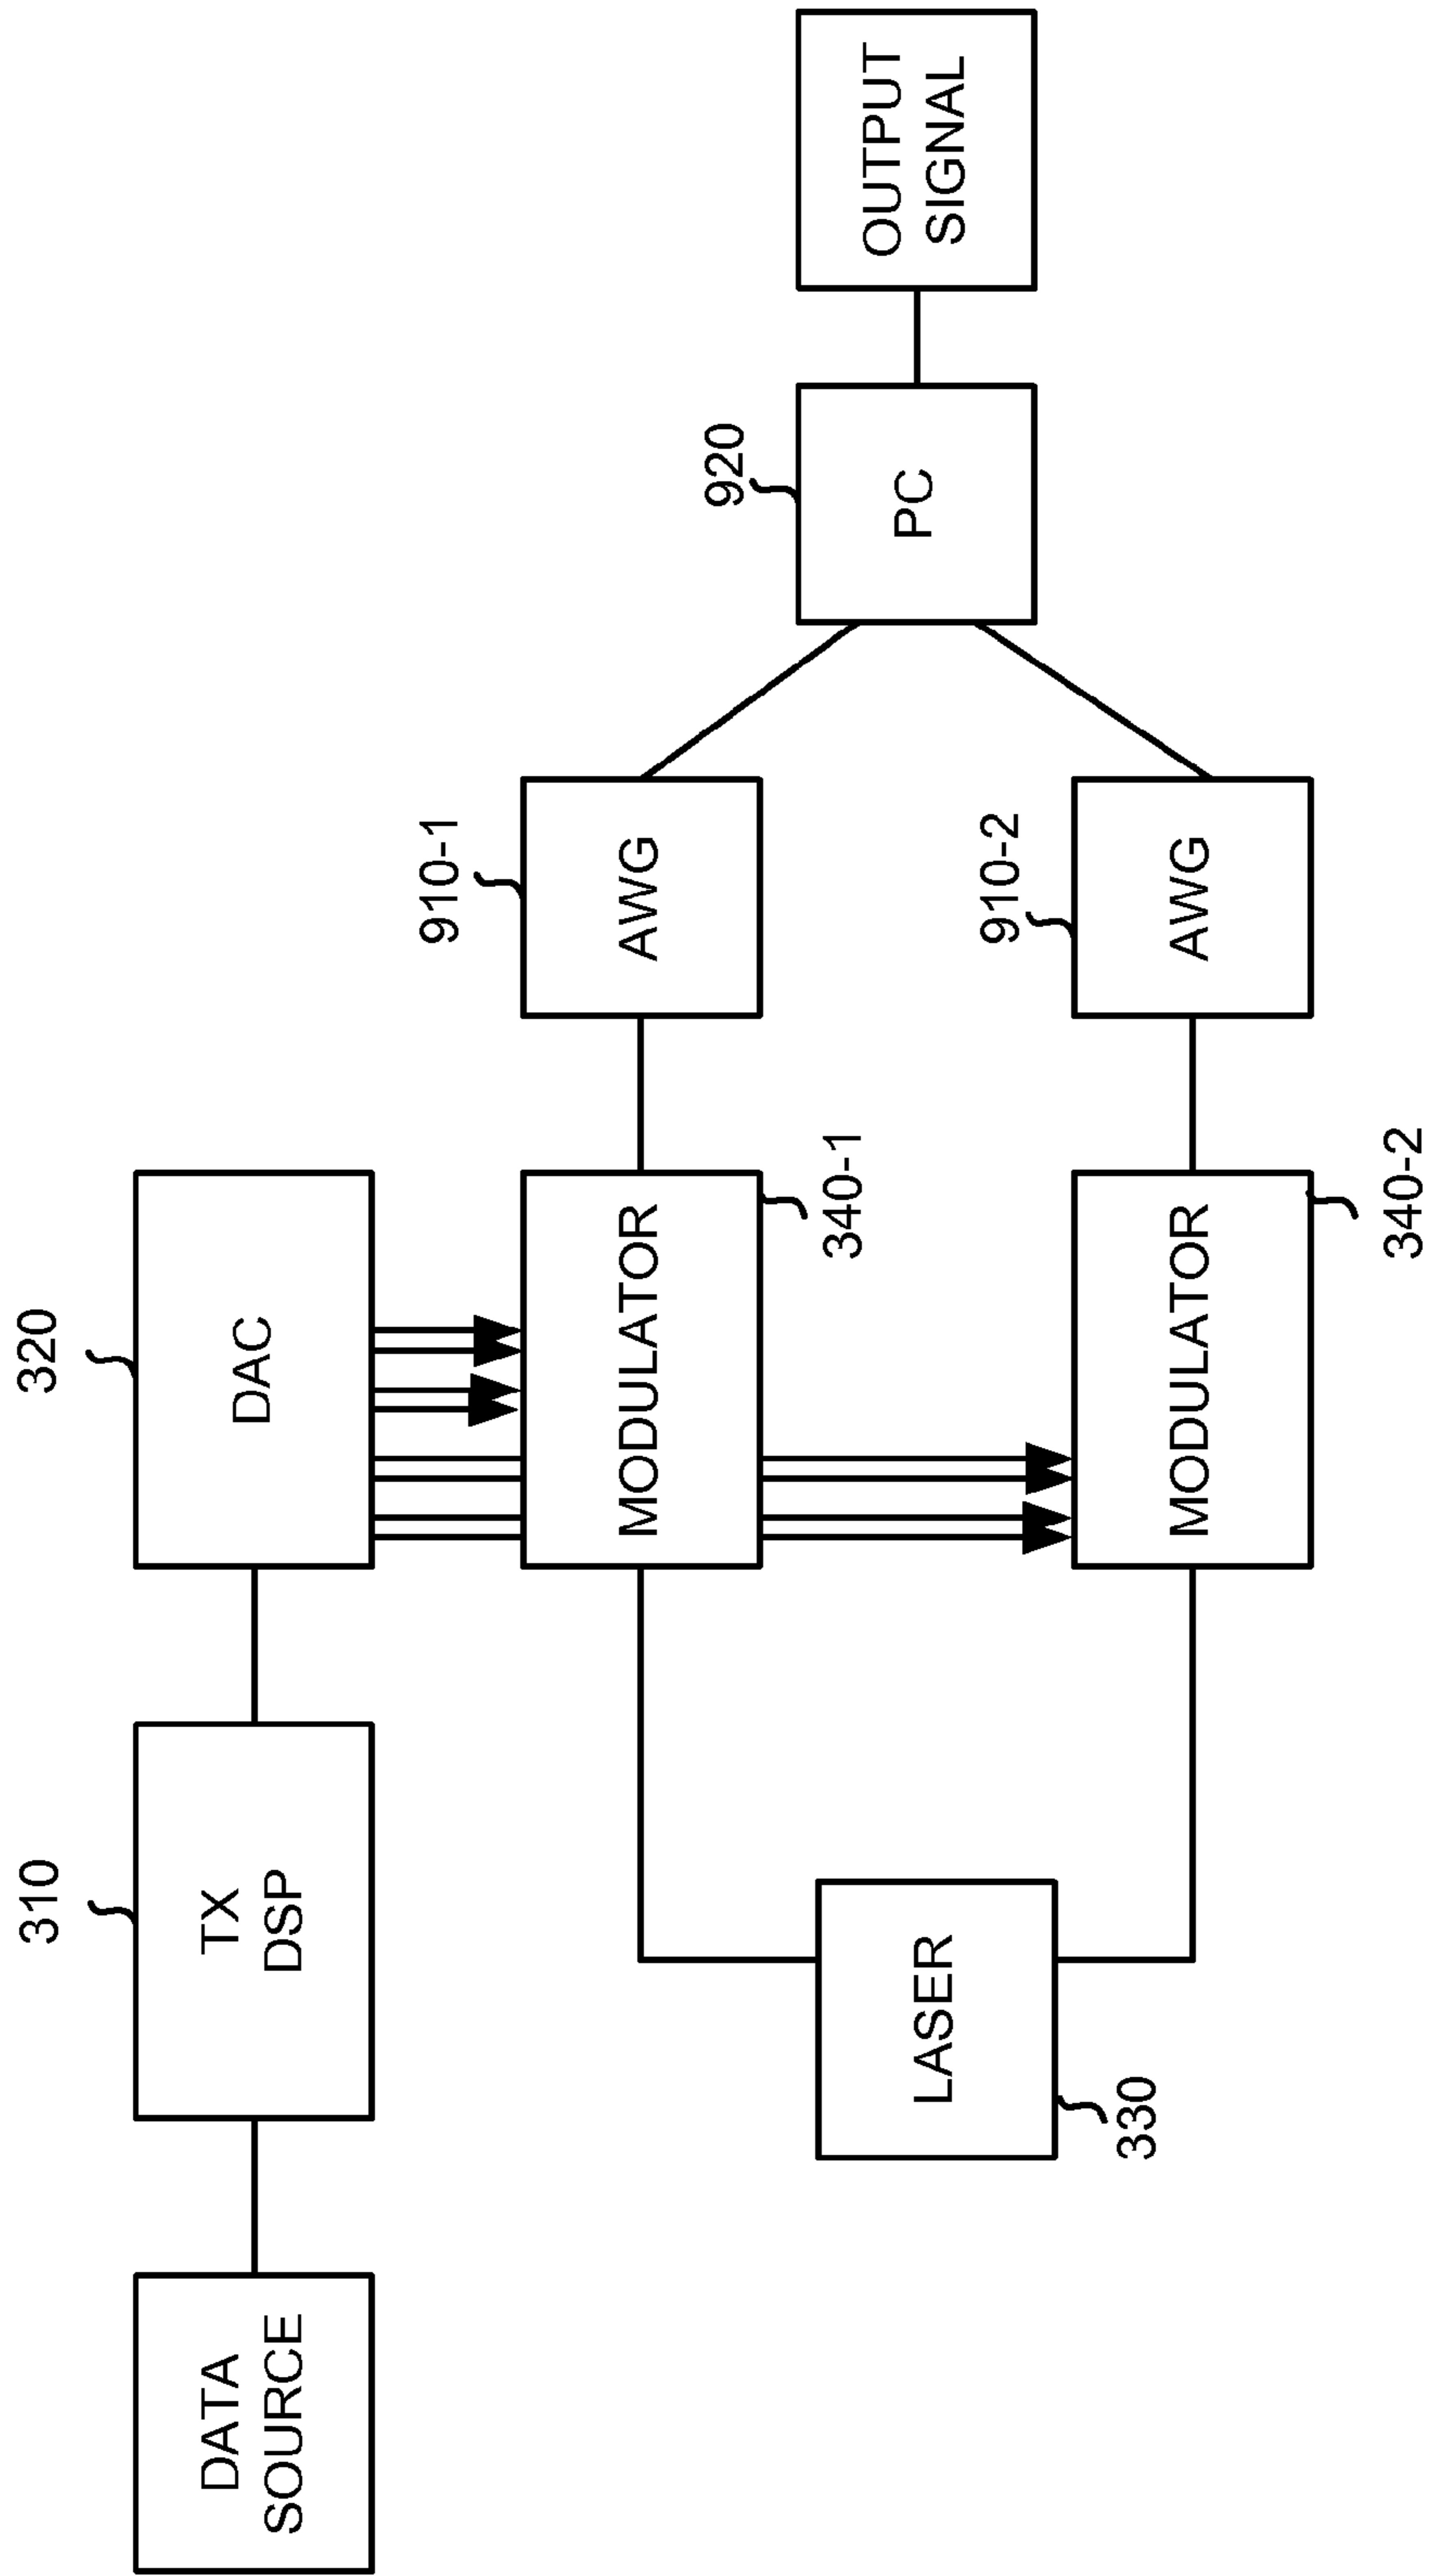 320
310
DATA
SOURCE
TX
DSP
DAC
910-1
920
MODULATOR
AWG
340-1
LASER
330
PC
OUTPUT
SIGNAL
910-2
MODULATOR
AWG
340-2